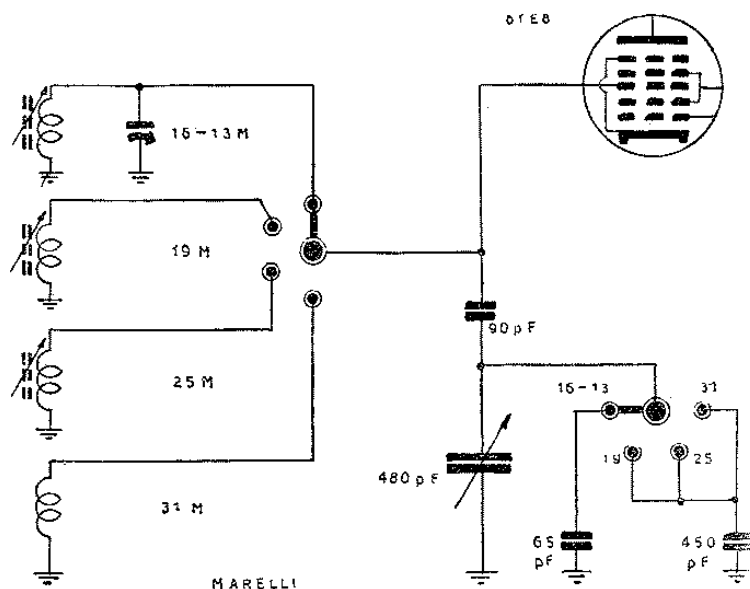 6TE8
16-13 M
19 M
90 pF
25 M
16-13
31
480 pF
19
25
31 M
65 pF
450 pF
MARELLI